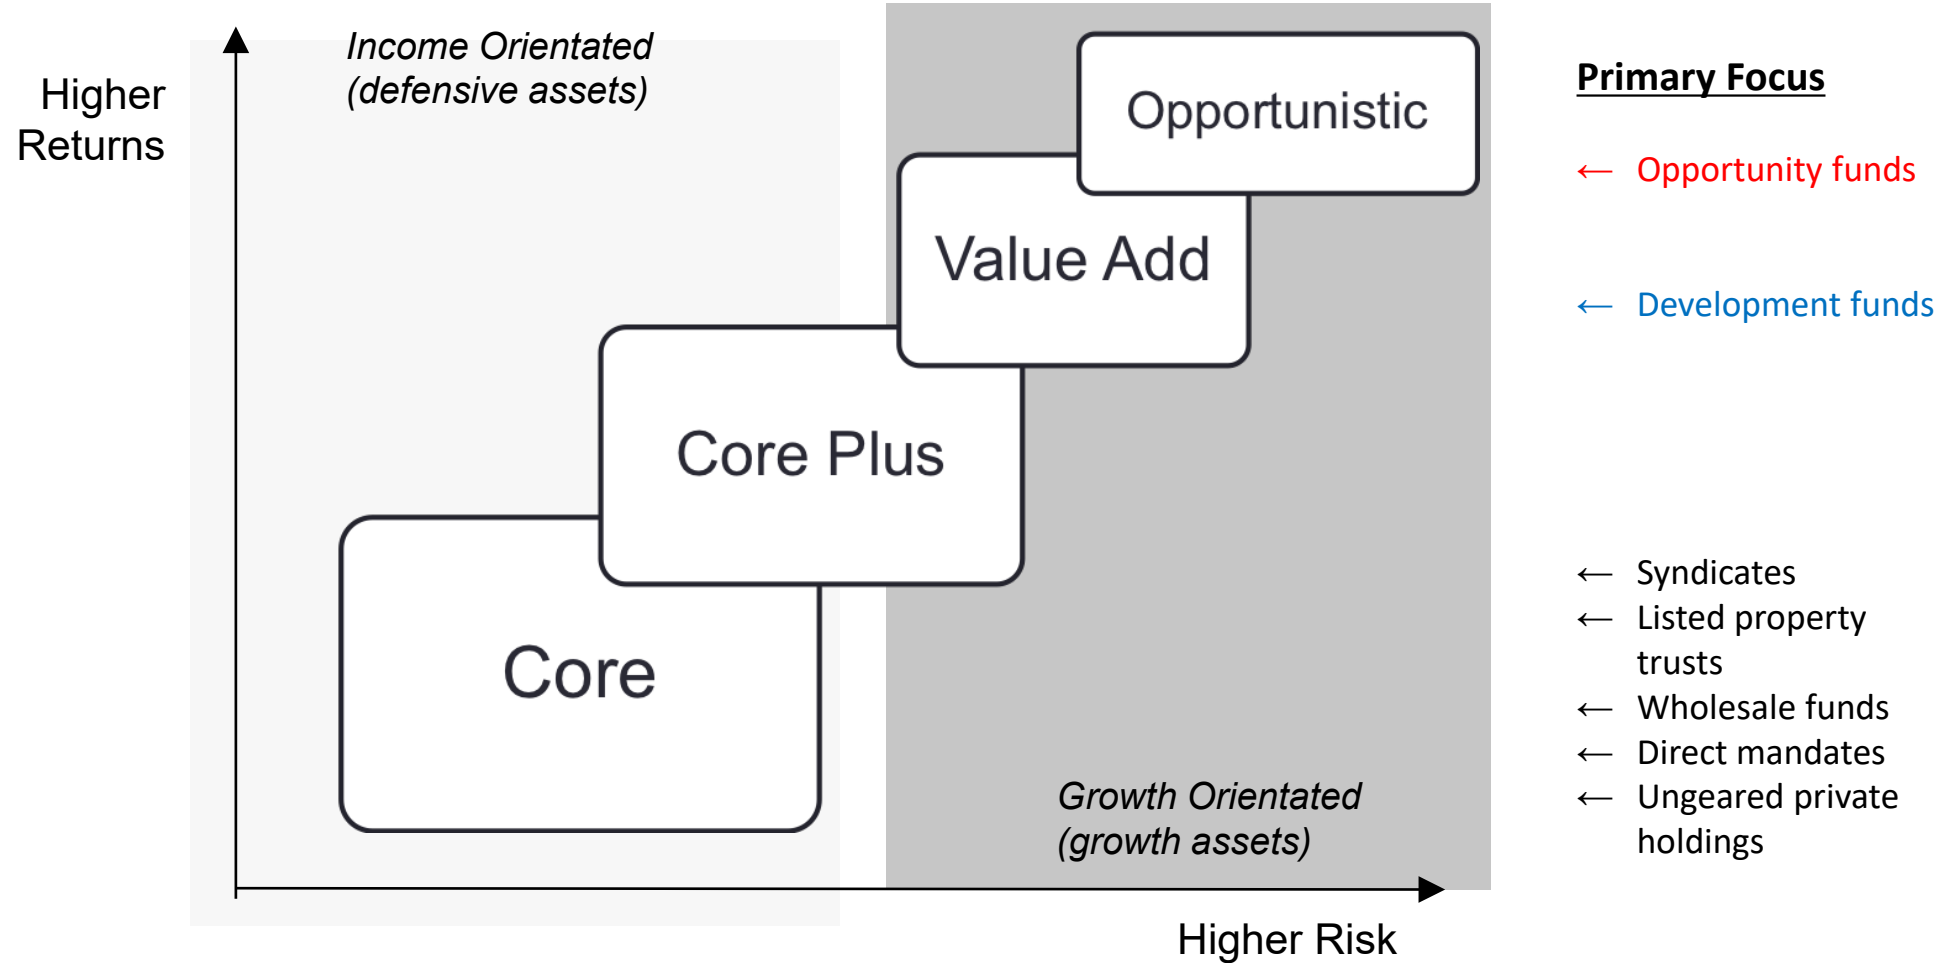 Higher
Returns
Income Orientated
(defensive assets)
Opportunistic
Value Add
Core Plus
Core
Growth Orientated
(growth assets)
Higher Risk
Primary Focus
← Opportunity funds
← Development funds
← Syndicates
← Listed property
trusts
← Wholesale funds
← Direct mandates
← Ungeared private
holdings